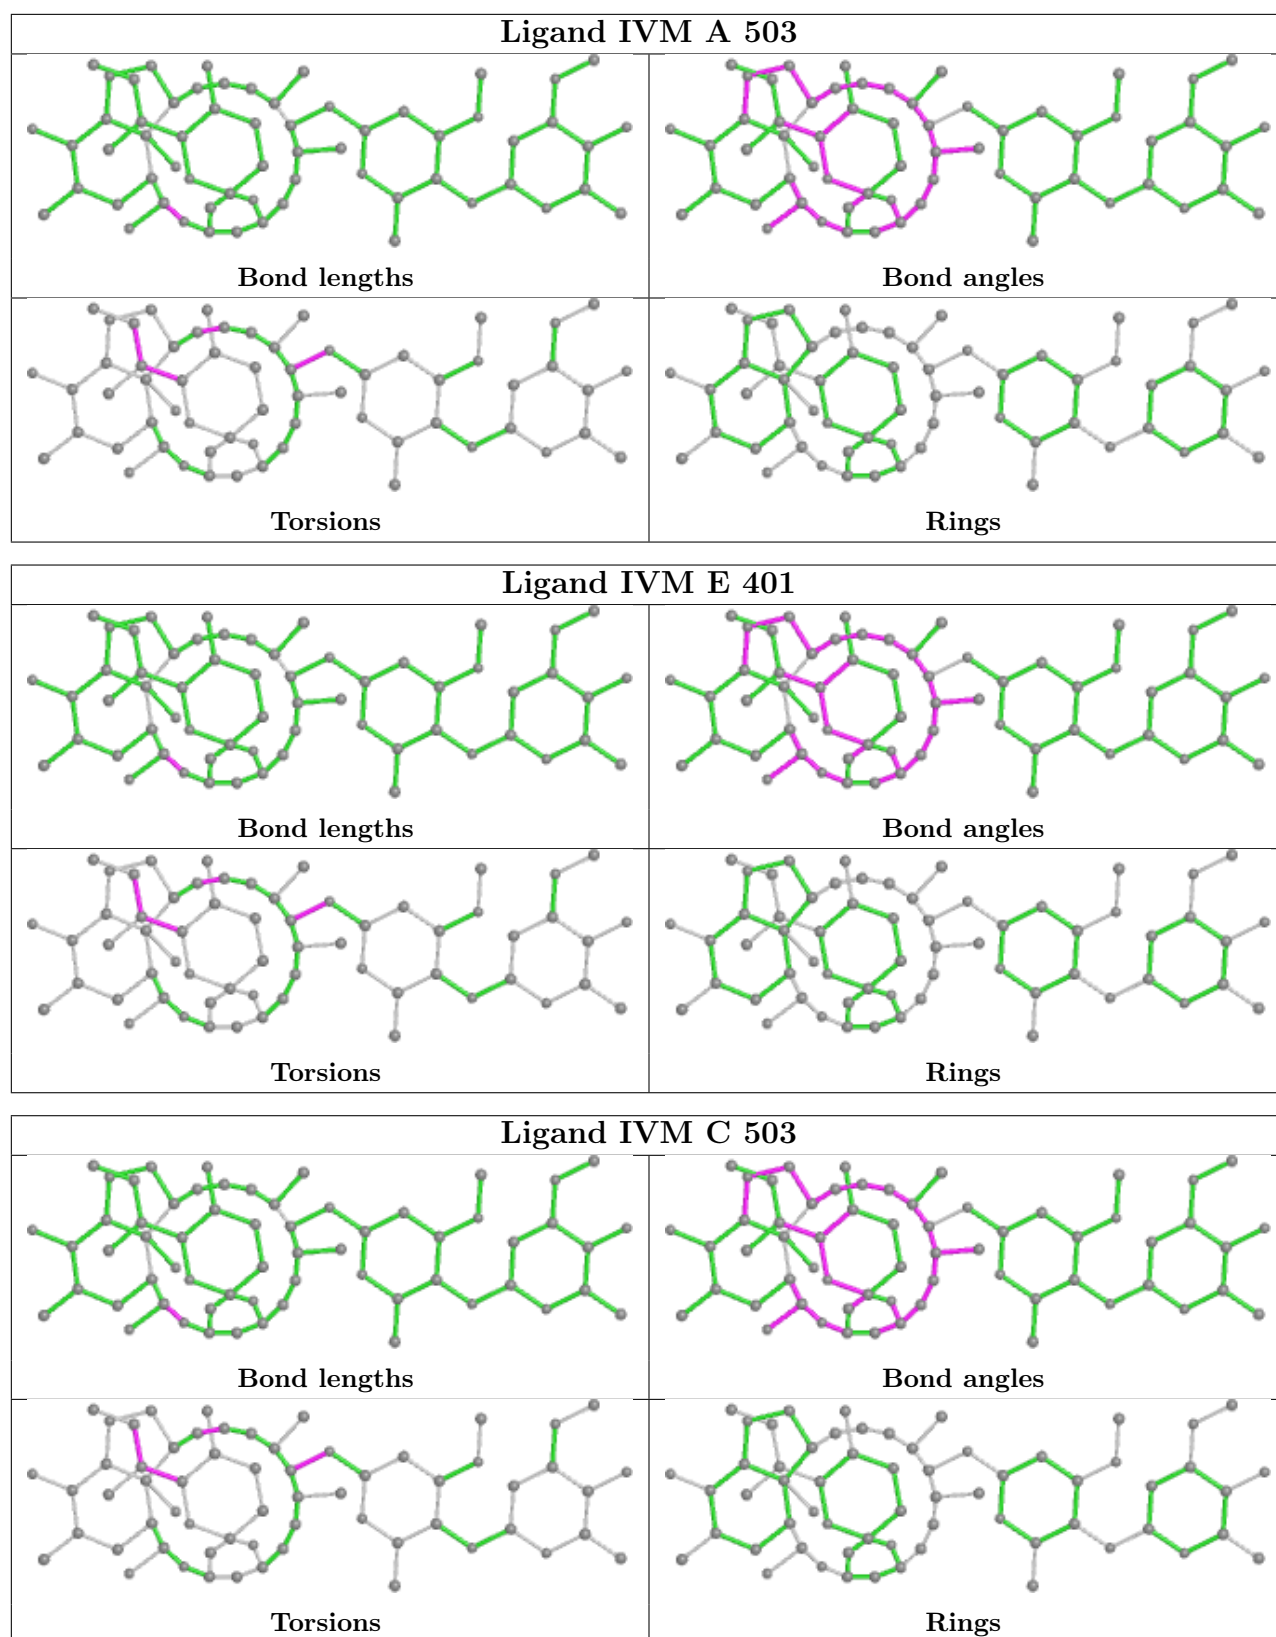 Ligand IVM A 503
Bond lengths
Bond angles
Torsions
Rings
Ligand IVM E 401
Bond lengths
Bond angles
Torsions
Rings
Ligand IVM C 503
Bond lengths
Bond angles
Torsions
Rings